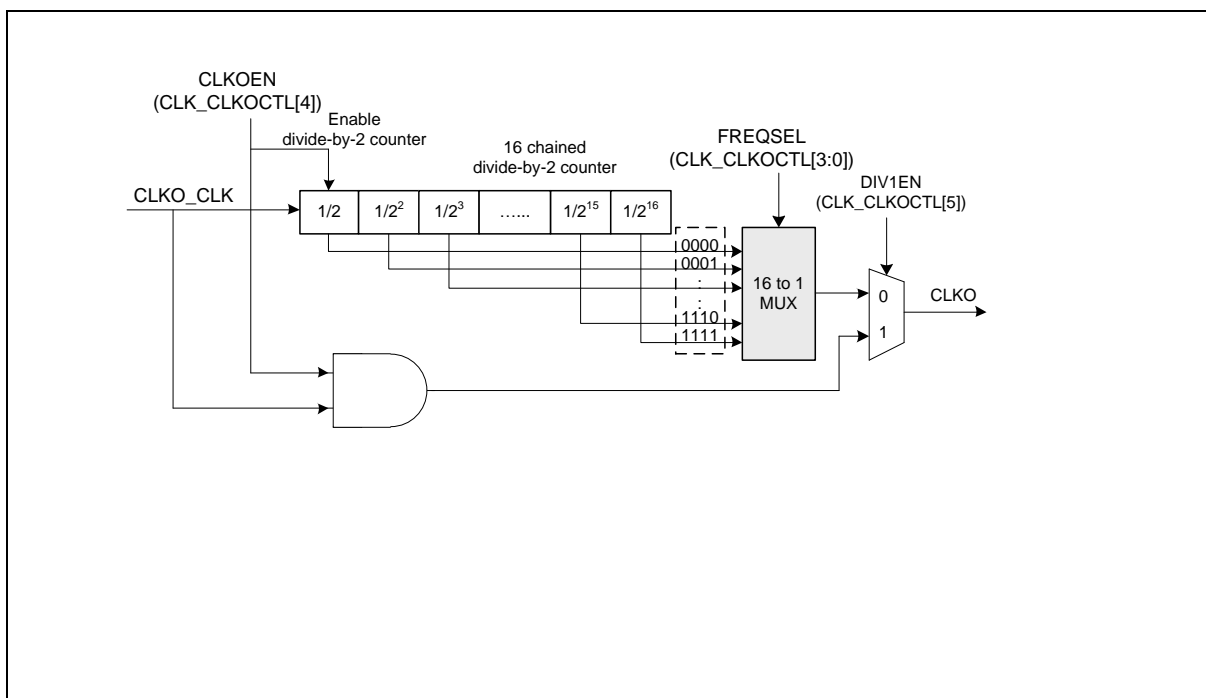 CLKOEN
(CLK_CLKOCTL[4])
Enable
divide-by-2 counter
16 chained
divide-by-2 counter
FREQSEL
(CLK_CLKOCTL[3:0])
DIV1EN
(CLK_CLKOCTL[5])
CLKO_CLK
1/2
1/2²
1/2³
…...
1/2¹⁵
1/2¹⁶
0000
0001
:
:
1110
1111
16 to 1
MUX
0
1
CLKO